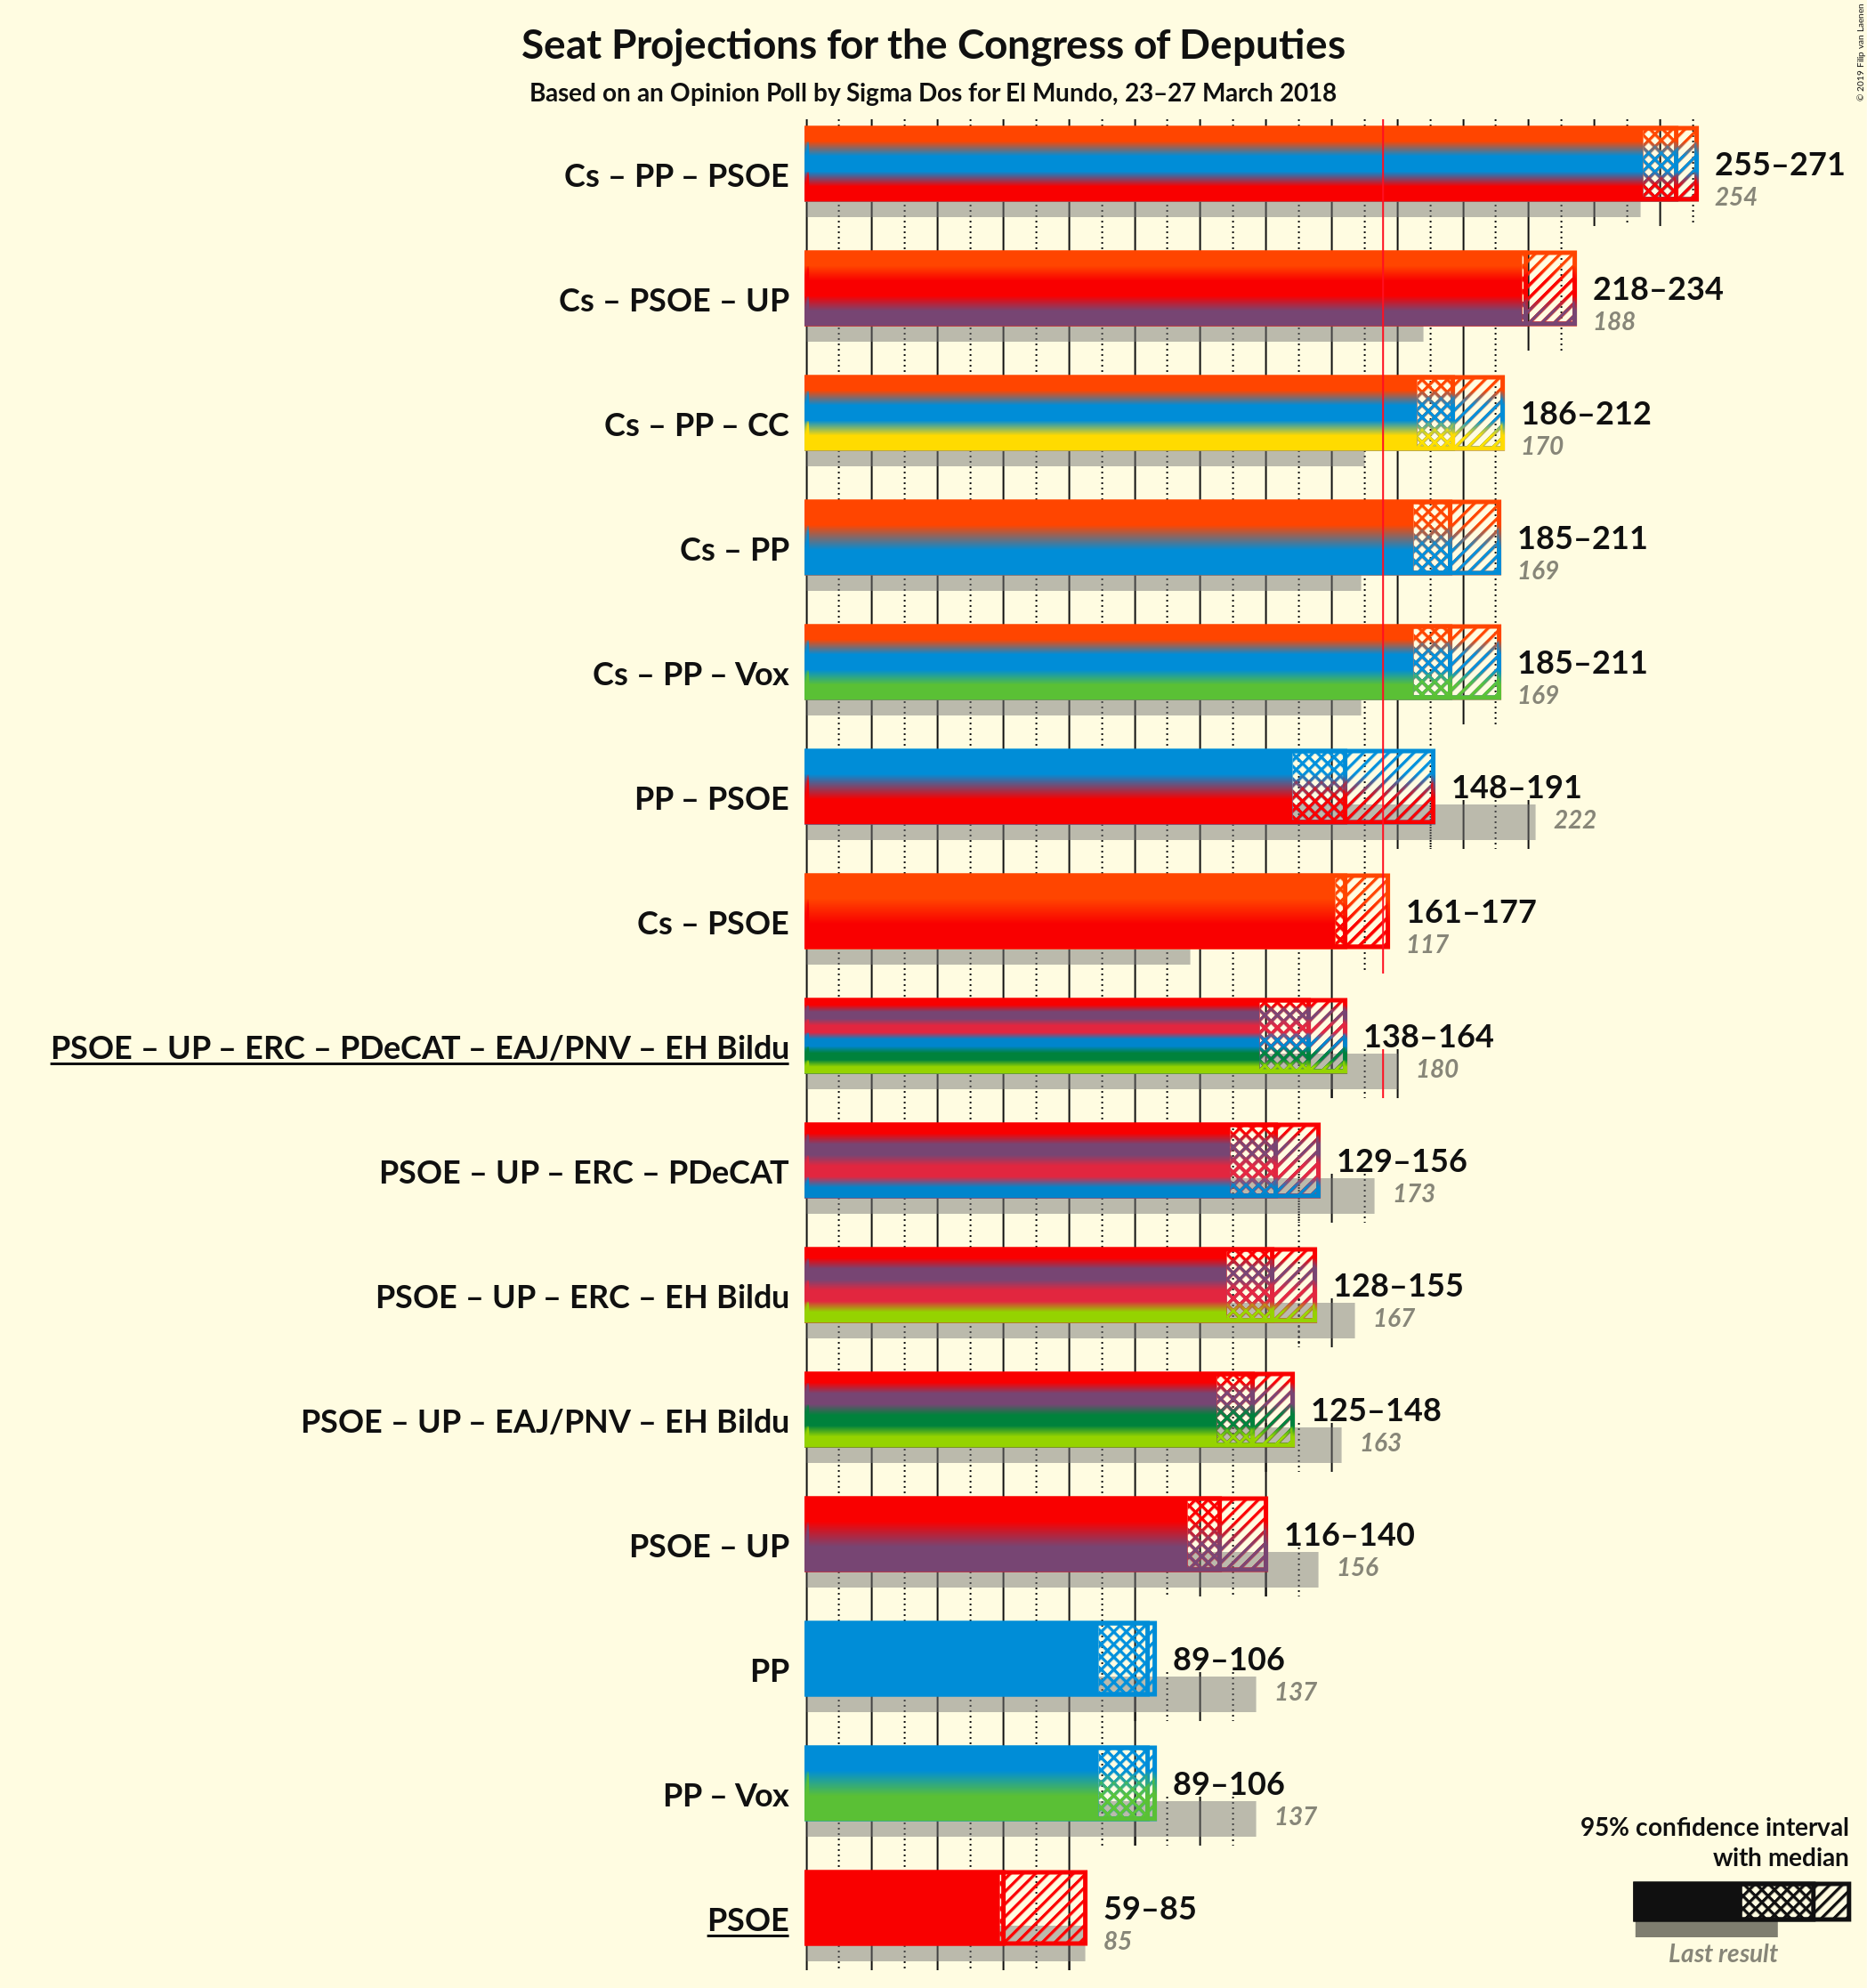 Seat Projections for the Congress of Deputies
Based on an Opinion Poll by Sigma Dos for El Mundo, 23–27 March 2018
© 2019 Filip van Laenen
Cs – PP – PSOE
255–271
254
Cs – PSOE – UP
218–234
188
Cs – PP – CC
186–212
170
Cs – PP
185–211
169
Cs – PP – Vox
185–211
169
PP – PSOE
148–191
222
Cs – PSOE
161–177
117
PSOE – UP – ERC – PDeCAT – EAJ/PNV – EH Bildu
138–164
180
PSOE – UP – ERC – PDeCAT
129–156
173
PSOE – UP – ERC – EH Bildu
128–155
167
PSOE – UP – EAJ/PNV – EH Bildu
125–148
163
PSOE – UP
116–140
156
PP
89–106
137
PP – Vox
89–106
137
PSOE
59–85
85
95% confidence interval
with median
Last result